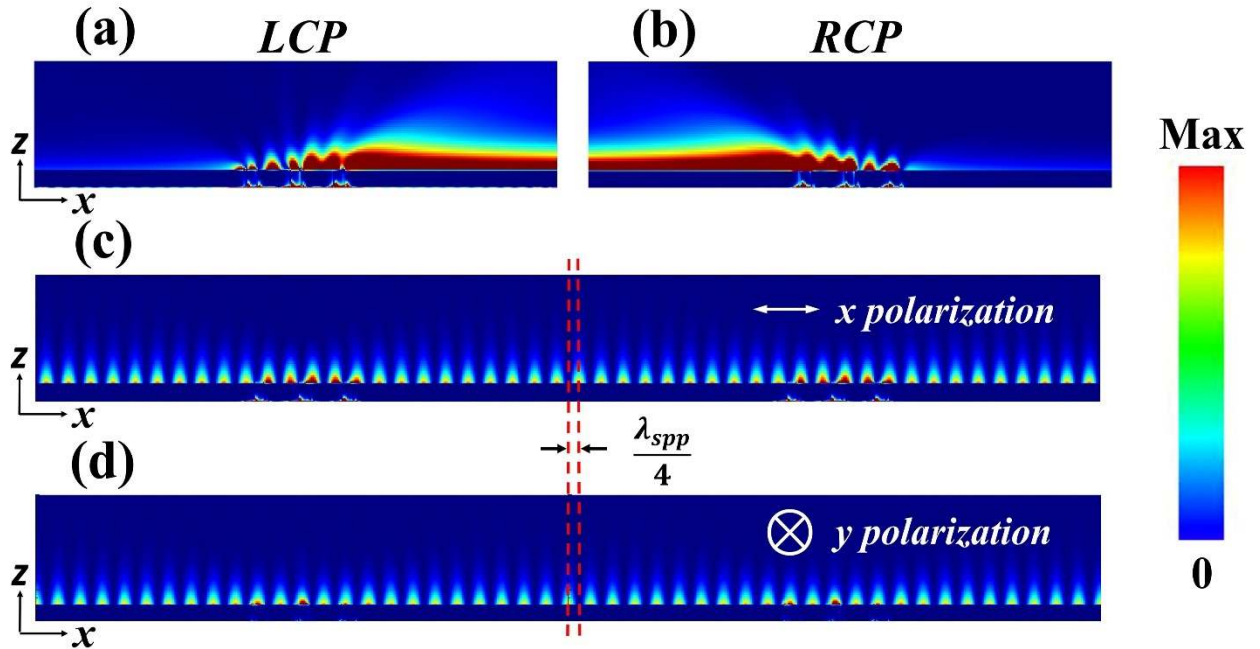 (a) LCP
(b) RCP
z
x
Max
0
(c)
x polarization
z
x
λspp/4
(d)
y polarization
z
x